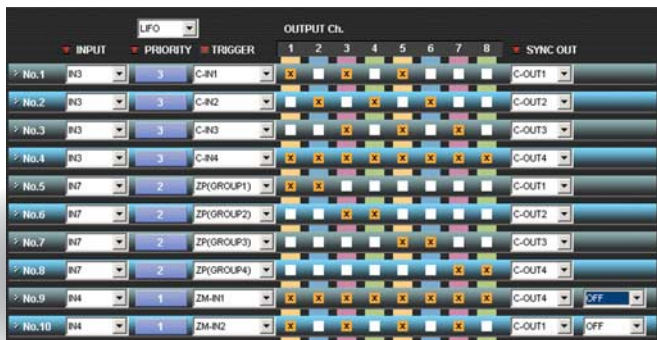 LIFO OUTPUT Ch.
INPUT PRIORITY TRIGGER 1 2 3 4 5 6 7 8 SYNC OUT
No.1 IN3 3 C-IN1 X X X C-OUT1
No.2 IN3 3 C-IN2 X X X C-OUT2
No.3 IN3 3 C-IN3 X X X C-OUT3
No.4 IN3 3 C-IN4 X X X X X X X X C-OUT4
No.5 IN7 2 ZP(GROUP1) X X C-OUT1
No.6 IN7 2 ZP(GROUP2) X X C-OUT2
No.7 IN7 2 ZP(GROUP3) X X C-OUT3
No.8 IN7 2 ZP(GROUP4) X X C-OUT4
No.9 IN4 1 ZM-IN1 X X X X X X X X C-OUT4 OFF
No.10 IN4 1 ZM-IN2 X X X X C-OUT1 OFF